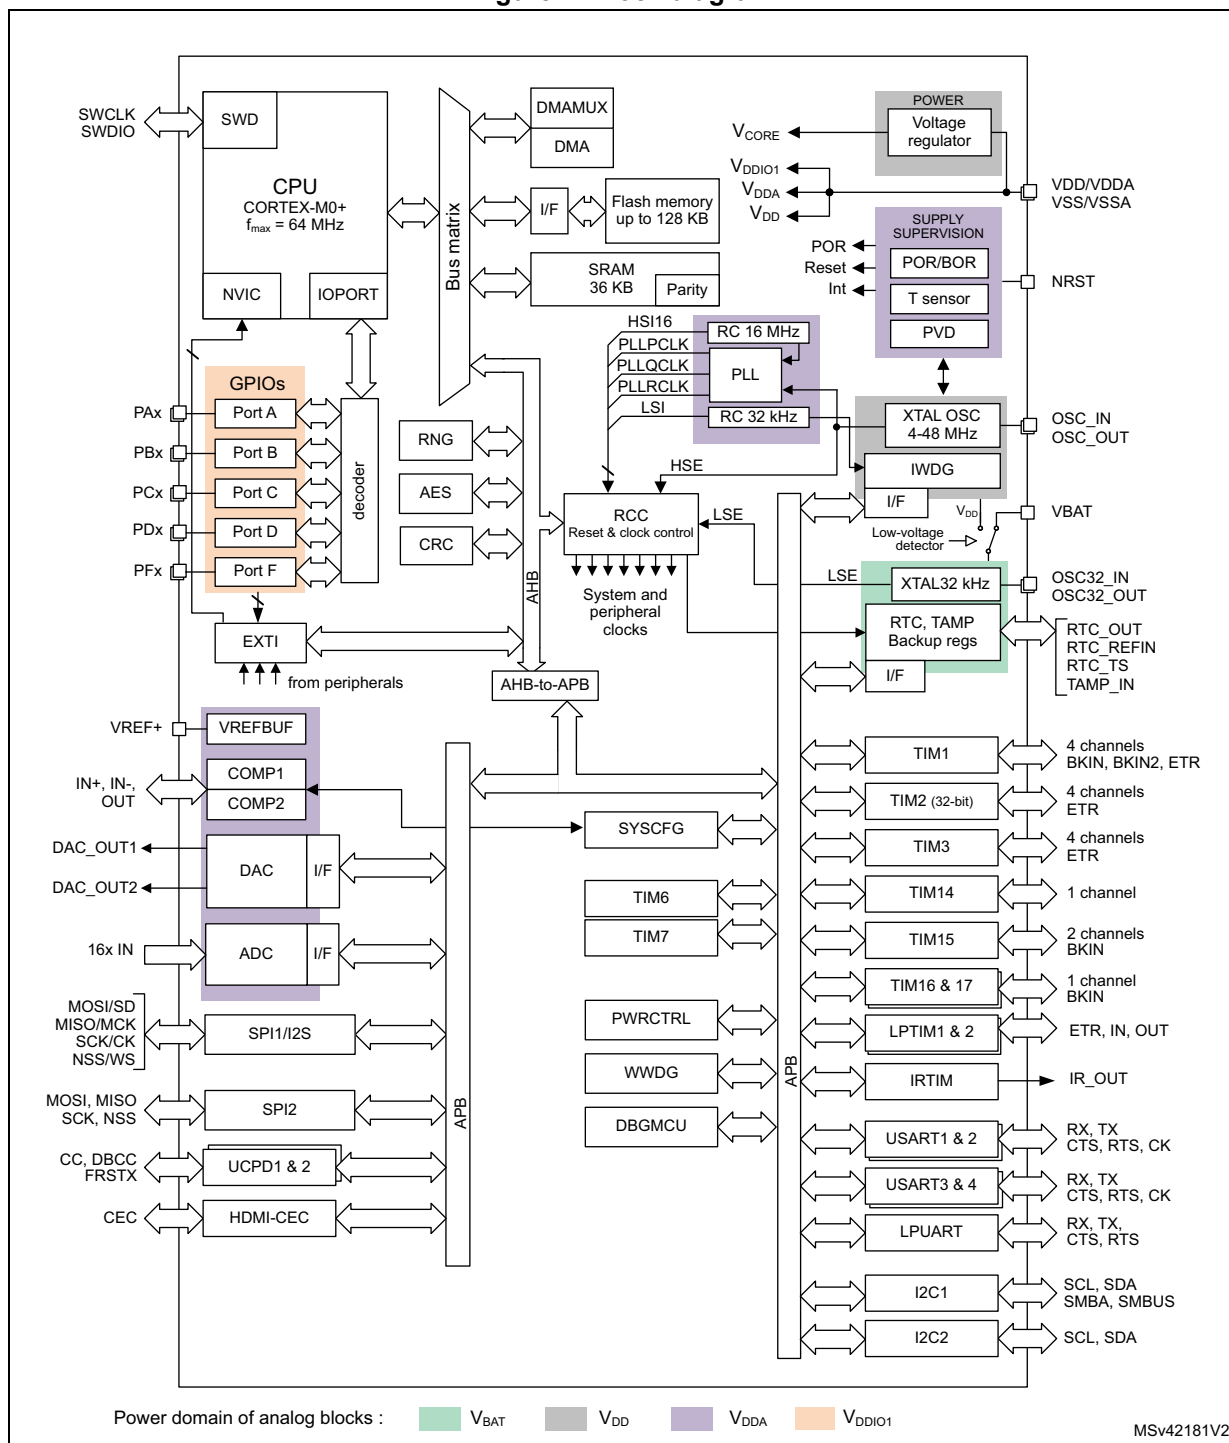 SWCLK
SWDIO
SWD
CPU
CORTEX-M0+
fmax = 64 MHz
NVIC
IOPORT
Bus matrix
DMAMUX
DMA
I/F
Flash memory
up to 128 KB
SRAM
36 KB
Parity
POWER
Voltage
regulator
VCORE
VDDIO1
VDDA
VDD
VDD/VDDA
VSS/VSSA
SUPPLY
SUPERVISION
POR
Reset
Int
POR/BOR
T sensor
PVD
NRST
HSI16
PLLPCLK
PLLQCLK
PLLRCLK
LSI
RC 16 MHz
PLL
RC 32 kHz
XTAL OSC
4-48 MHz
OSC_IN
OSC_OUT
IWDG
I/F
HSE
GPIOs
PAx
Port A
PBx
Port B
PCx
Port C
PDx
Port D
PFx
Port F
decoder
RNG
AES
CRC
AHB
RCC
Reset & clock control
LSE
VDD
Low-voltage
detector
VBAT
System and
peripheral
clocks
LSE
XTAL32 kHz
OSC32_IN
OSC32_OUT
RTC, TAMP
Backup regs
I/F
RTC_OUT
RTC_REFIN
RTC_TS
TAMP_IN
EXTI
from peripherals
AHB-to-APB
VREF+
VREFBUF
IN+, IN-,
OUT
COMP1
COMP2
DAC_OUT1
DAC_OUT2
DAC
I/F
16x IN
ADC
I/F
MOSI/SD
MISO/MCK
SCK/CK
NSS/WS
SPI1/I2S
MOSI, MISO
SCK, NSS
SPI2
CC, DBCC
FRSTX
UCPD1 & 2
CEC
HDMI-CEC
APB
SYSCFG
TIM6
TIM7
PWRCTRL
WWDG
DBGMCU
APB
TIM1
4 channels
BKIN, BKIN2, ETR
TIM2 (32-bit)
4 channels
ETR
TIM3
4 channels
ETR
TIM14
1 channel
TIM15
2 channels
BKIN
TIM16 & 17
1 channel
BKIN
LPTIM1 & 2
ETR, IN, OUT
IRTIM
IR_OUT
USART1 & 2
RX, TX
CTS, RTS, CK
USART3 & 4
RX, TX
CTS, RTS, CK
LPUART
RX, TX,
CTS, RTS
I2C1
SCL, SDA
SMBA, SMBUS
I2C2
SCL, SDA
Power domain of analog blocks :
VBAT
VDD
VDDA
VDDIO1
MSv42181V2